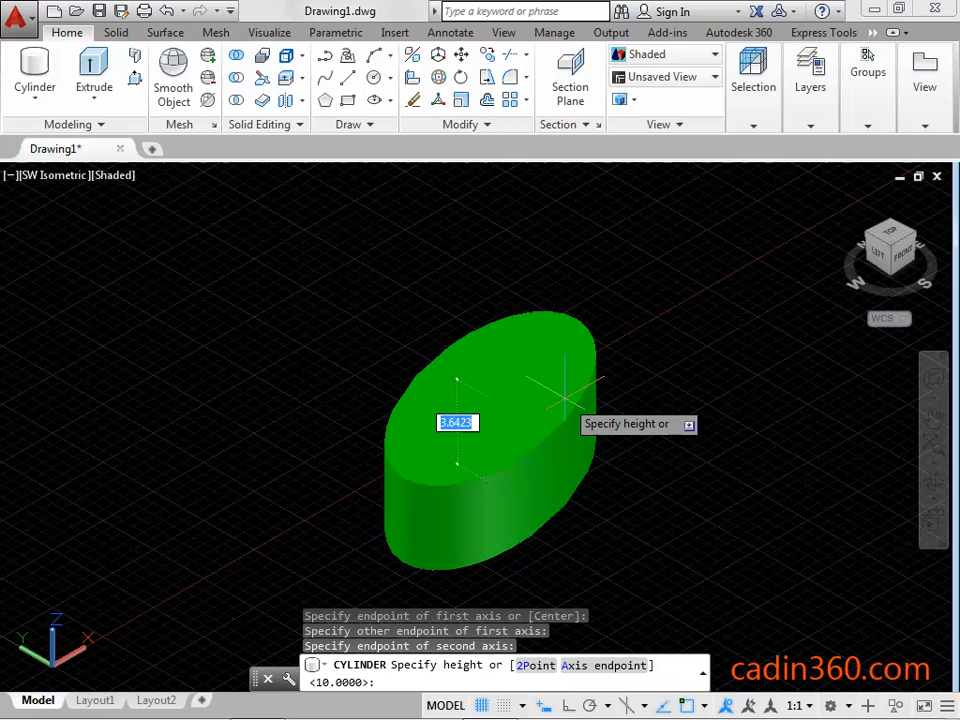 Drawing1.dwg
Type a keyword or phrase
Sign In
Home Solid Surface Mesh Visualize Parametric Insert Annotate View Manage Output Add-ins Autodesk 360 Express Tools
Cylinder
Extrude
Smooth
Object
Section
Plane
Shaded
Unsaved View
Selection
Layers
Groups
View
Modeling
Mesh
Solid Editing
Draw
Modify
Section
View
Drawing1*
[−][SW Isometric][Shaded]
TOP
LEFT
FRONT
N
E
W
S
WCS
3.6423
Specify height or
Z
Y
X
Specify endpoint of first axis or [Center]:
Specify other endpoint of first axis:
Specify endpoint of second axis:
CYLINDER Specify height or [2Point Axis endpoint]
<10.0000>:
cadin360.com
Model Layout1 Layout2
MODEL
1:1